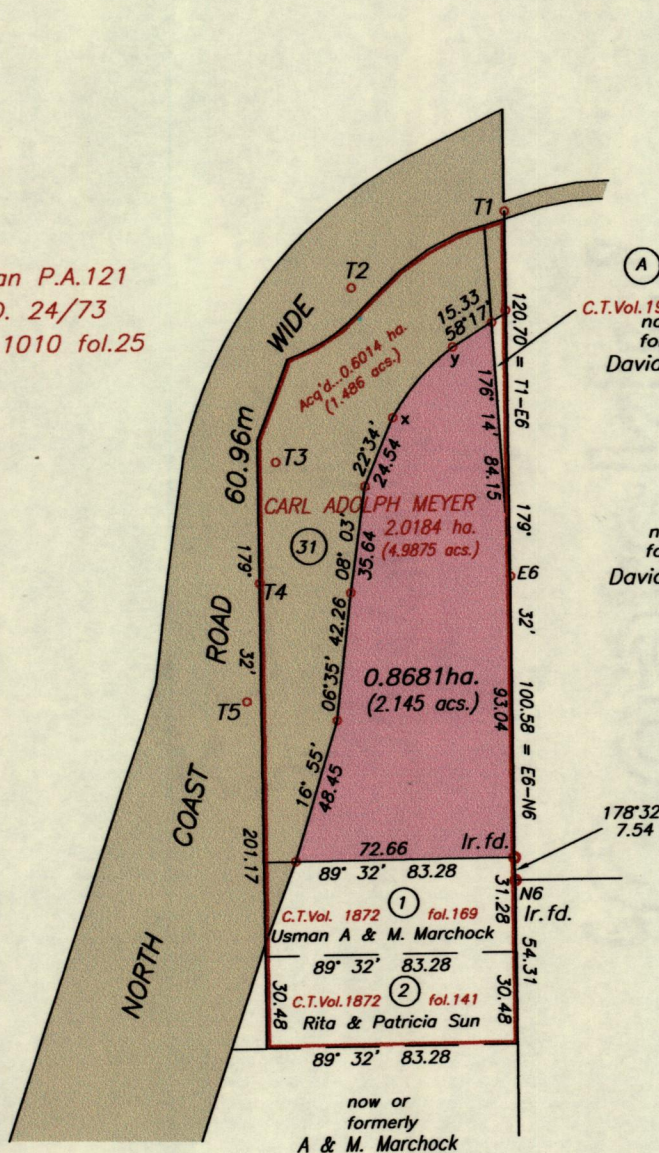 an P.A.121
. 24/73
1010 fol.25
T1
A
T2
WIDE
15.33
58°17'
C.T.Vol.19
David
120.70 = T1-E6
Acq'd...0.6014 ha.
(1.486 acs.)
y
176° 14'
84.15
x
60.96m
T3
22°34'
24.54
CARL ADOLPH MEYER
2.0184 ha.
(4.9875 acs.)
31
08° 03'
35.64
179° 32'
E6
David
179° 32'
T4
42.26
ROAD
06°35'
0.8681ha.
(2.145 acs.)
T5
93.04
100.58 = E6-N6
16° 55'
48.45
COAST
178°32
7.54
201.17
72.66
Ir.fd.
89° 32' 83.28
31.28
N6
Ir.fd.
C.T.Vol. 1872 1 fol.169
Usman A & M. Marchock
54.31
89° 32' 83.28
NORTH
30.48
C.T.Vol.1872 2 fol.141
Rita & Patricia Sun
30.48
89° 32' 83.28
now or
formerly
A & M. Marchock